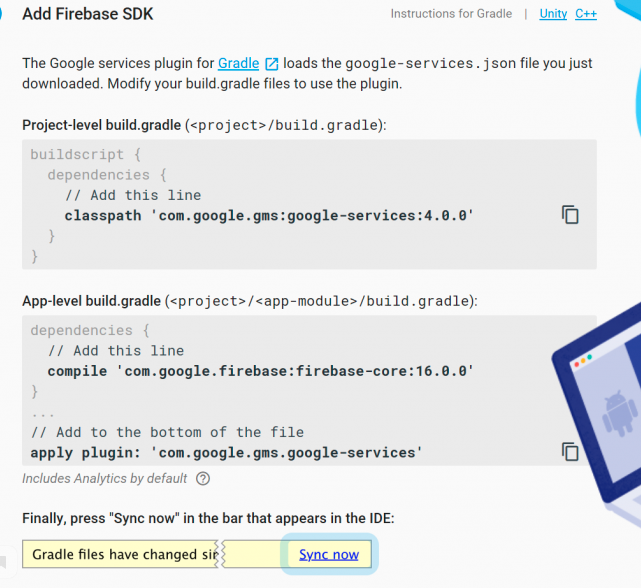 Add Firebase SDK
Instructions for Gradle | Unity C++
The Google services plugin for Gradle loads the google-services.json file you just
downloaded. Modify your build.gradle files to use the plugin.
Project-level build.gradle (<project>/build.gradle):
buildscript {
dependencies {
// Add this line
classpath 'com.google.gms:google-services:4.0.0'
}
}
App-level build.gradle (<project>/<app-module>/build.gradle):
dependencies {
// Add this line
compile 'com.google.firebase:firebase-core:16.0.0'
}
...
// Add to the bottom of the file
apply plugin: 'com.google.gms.google-services'
Includes Analytics by default ?
Finally, press "Sync now" in the bar that appears in the IDE:
Gradle files have changed sin Sync now